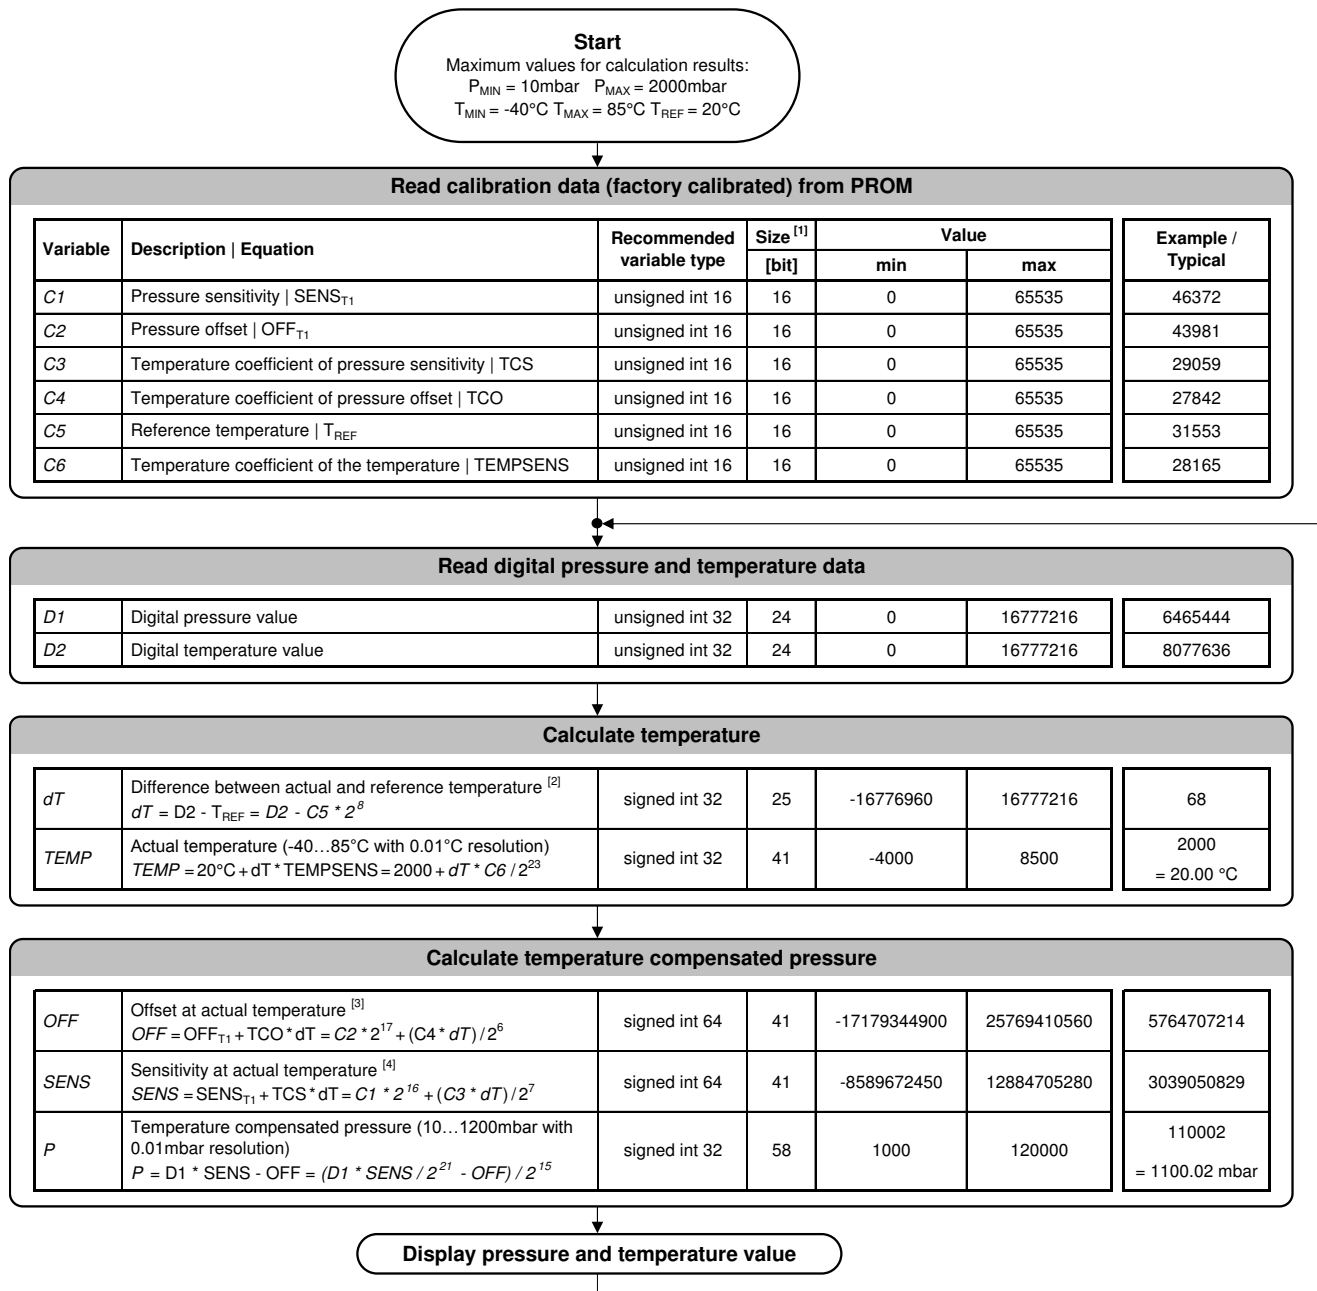 Start
Maximum values for calculation results:
P_MIN = 10mbar P_MAX = 2000mbar
T_MIN = -40°C T_MAX = 85°C T_REF = 20°C
Read calibration data (factory calibrated) from PROM
Variable | Description | Equation | Recommended variable type | Size [1] [bit] | Value min | max | Example / Typical
C1 | Pressure sensitivity | SENS_T1 | unsigned int 16 | 16 | 0 | 65535 | 46372
C2 | Pressure offset | OFF_T1 | unsigned int 16 | 16 | 0 | 65535 | 43981
C3 | Temperature coefficient of pressure sensitivity | TCS | unsigned int 16 | 16 | 0 | 65535 | 29059
C4 | Temperature coefficient of pressure offset | TCO | unsigned int 16 | 16 | 0 | 65535 | 27842
C5 | Reference temperature | T_REF | unsigned int 16 | 16 | 0 | 65535 | 31553
C6 | Temperature coefficient of the temperature | TEMPSENS | unsigned int 16 | 16 | 0 | 65535 | 28165
Read digital pressure and temperature data
D1 | Digital pressure value | unsigned int 32 | 24 | 0 | 16777216 | 6465444
D2 | Digital temperature value | unsigned int 32 | 24 | 0 | 16777216 | 8077636
Calculate temperature
dT | Difference between actual and reference temperature [2]
dT = D2 - T_REF = D2 - C5 * 2^8 | signed int 32 | 25 | -16776960 | 16777216 | 68
TEMP | Actual temperature (-40…85°C with 0.01°C resolution)
TEMP = 20°C + dT * TEMPSENS = 2000 + dT * C6 / 2^23 | signed int 32 | 41 | -4000 | 8500 | 2000
= 20.00 °C
Calculate temperature compensated pressure
OFF | Offset at actual temperature [3]
OFF = OFF_T1 + TCO * dT = C2 * 2^17 + (C4 * dT) / 2^6 | signed int 64 | 41 | -17179344900 | 25769410560 | 5764707214
SENS | Sensitivity at actual temperature [4]
SENS = SENS_T1 + TCS * dT = C1 * 2^16 + (C3 * dT) / 2^7 | signed int 64 | 41 | -8589672450 | 12884705280 | 3039050829
P | Temperature compensated pressure (10…1200mbar with
0.01mbar resolution)
P = D1 * SENS - OFF = (D1 * SENS / 2^21 - OFF) / 2^15 | signed int 32 | 58 | 1000 | 120000 | 110002
= 1100.02 mbar
Display pressure and temperature value